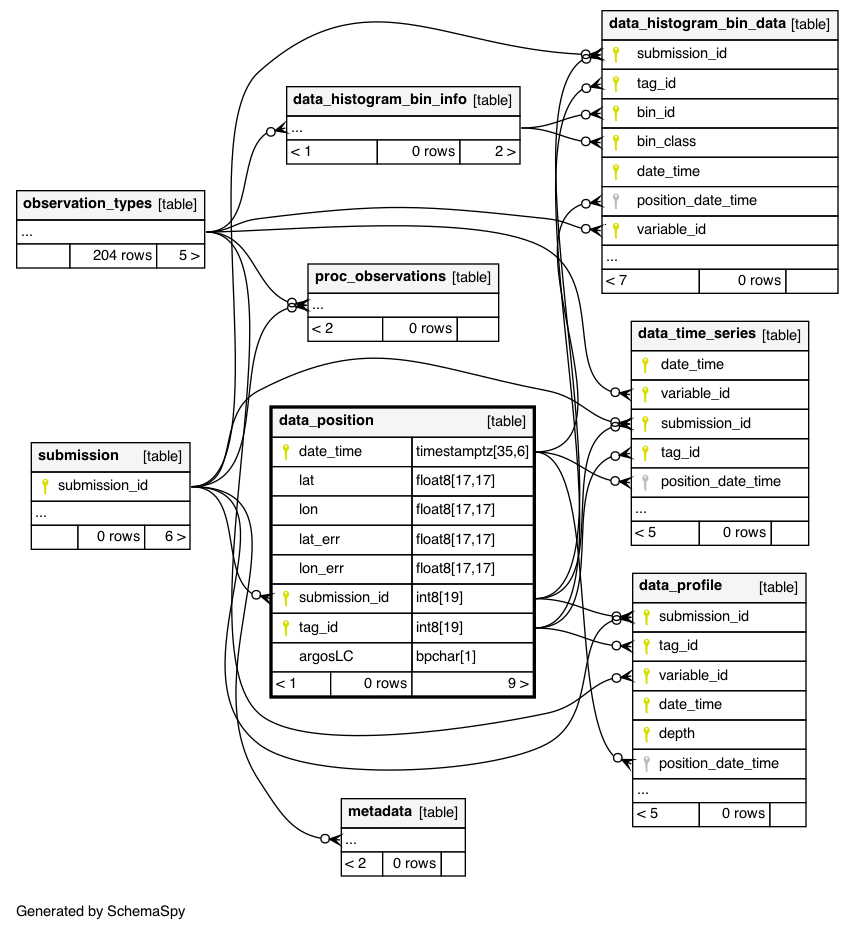 data_histogram_bin_data [table]
submission_id
tag_id
bin_id
bin_class
date_time
position_date_time
variable_id
...
< 7 0 rows
data_histogram_bin_info [table]
...
< 1 0 rows 2 >
observation_types [table]
...
204 rows 5 >
proc_observations [table]
...
< 2 0 rows
data_time_series [table]
date_time
variable_id
submission_id
tag_id
position_date_time
...
< 5 0 rows
data_position [table]
date_time timestamptz[35,6]
lat float8[17,17]
lon float8[17,17]
lat_err float8[17,17]
lon_err float8[17,17]
submission_id int8[19]
tag_id int8[19]
argosLC bpchar[1]
< 1 0 rows 9 >
submission [table]
submission_id
...
0 rows 6 >
data_profile [table]
submission_id
tag_id
variable_id
date_time
depth
position_date_time
...
< 5 0 rows
metadata [table]
...
< 2 0 rows
Generated by SchemaSpy